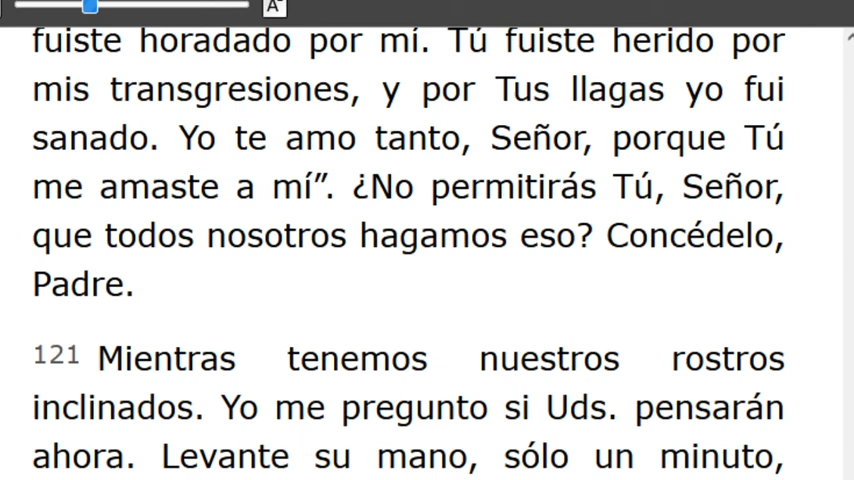 A
fuiste horadado por mí. Tú fuiste herido por
mis transgresiones, y por Tus llagas yo fui
sanado. Yo te amo tanto, Señor, porque Tú
me amaste a mí”. ¿No permitirás Tú, Señor,
que todos nosotros hagamos eso? Concédelo,
Padre.
121 Mientras tenemos nuestros rostros
inclinados. Yo me pregunto si Uds. pensarán
ahora. Levante su mano, sólo un minuto,